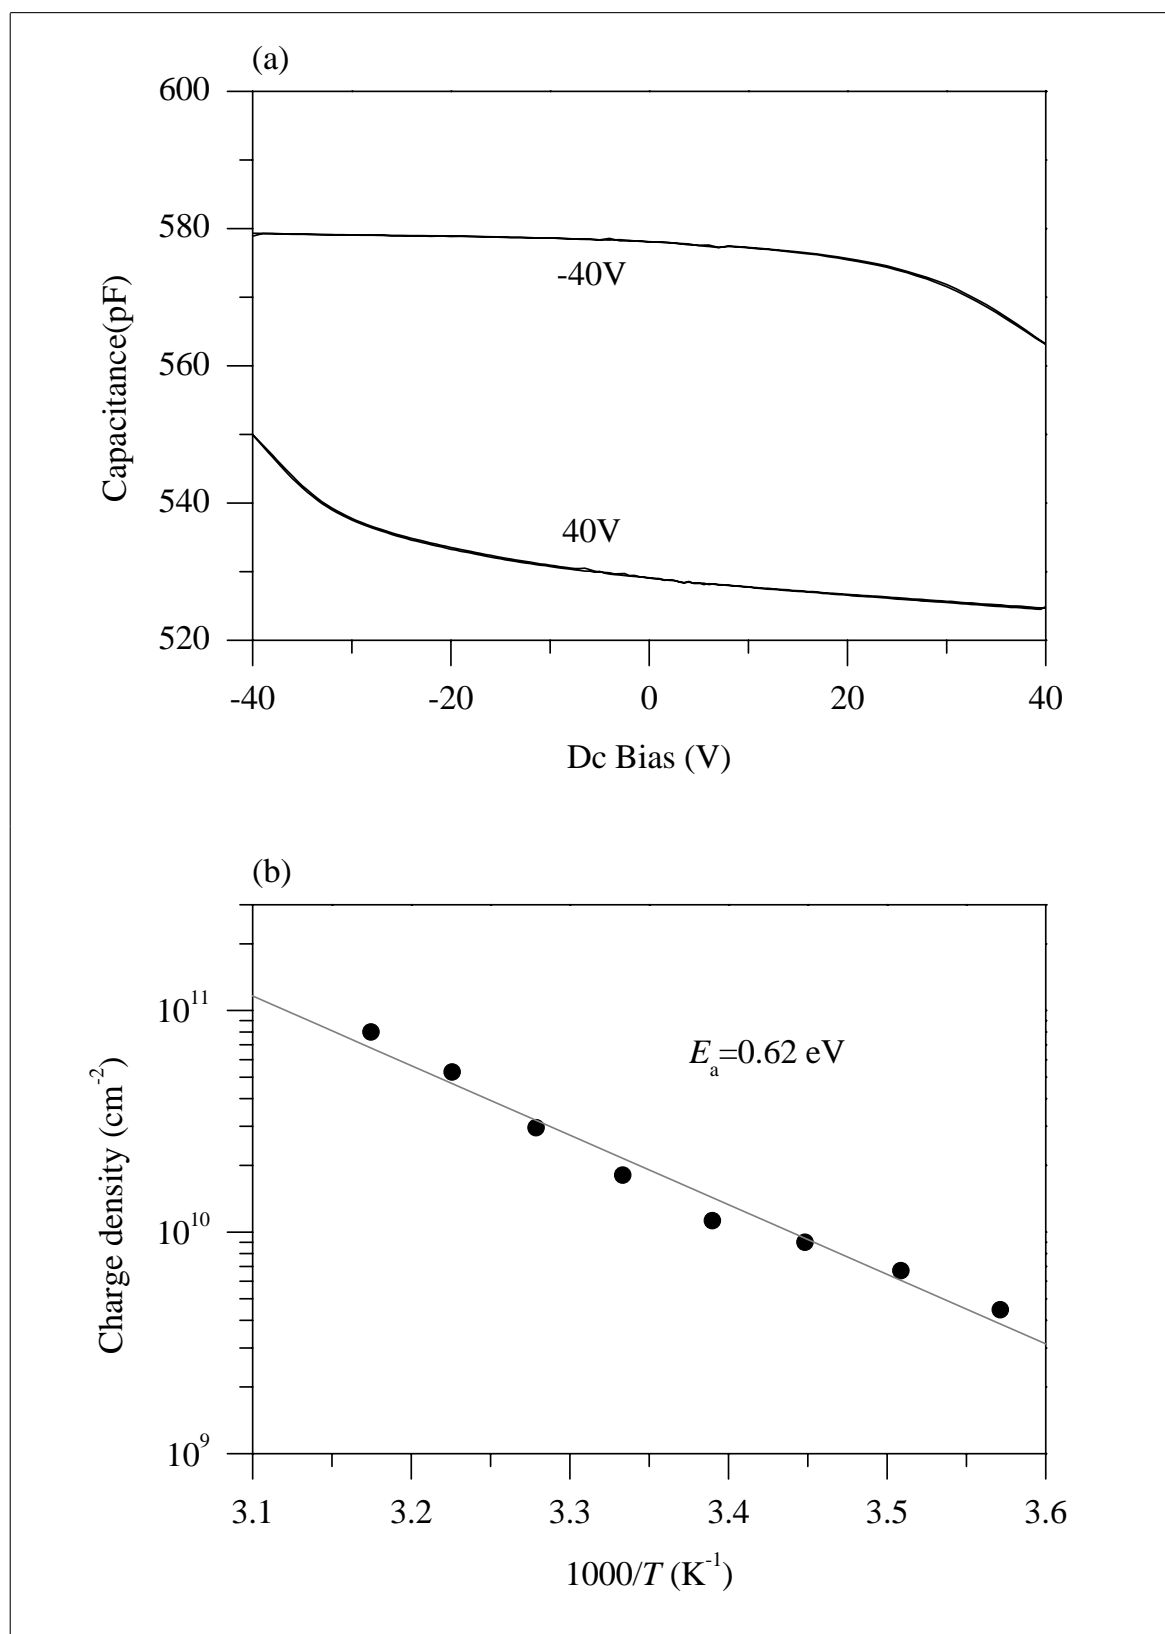 (a)
600
580
560
540
520
Capacitance(pF)
-40V
40V
-40
-20
0
20
40
Dc Bias (V)
(b)
10^11
10^10
10^9
Charge density (cm^-2)
E_a=0.62 eV
3.1
3.2
3.3
3.4
3.5
3.6
1000/T (K^-1)